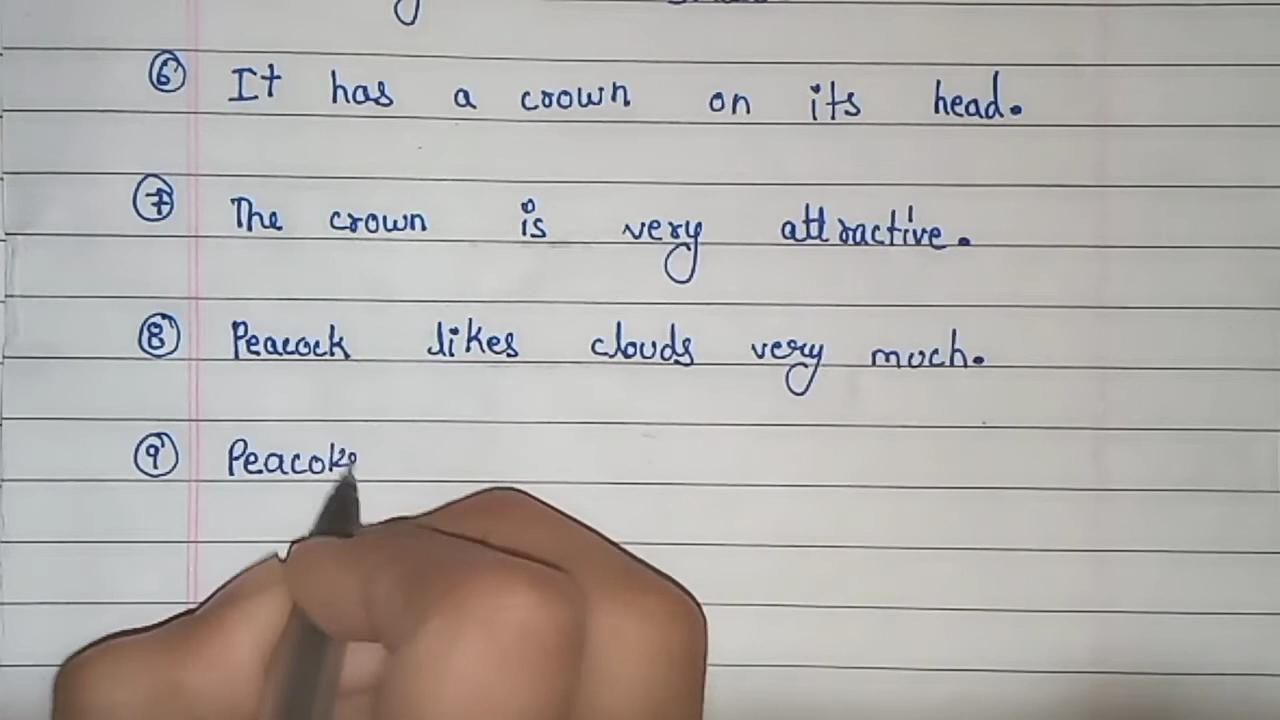 6 It has a crown on its head.
7 The crown is very attractive.
8 Peacock likes clouds very much.
9 Peacok